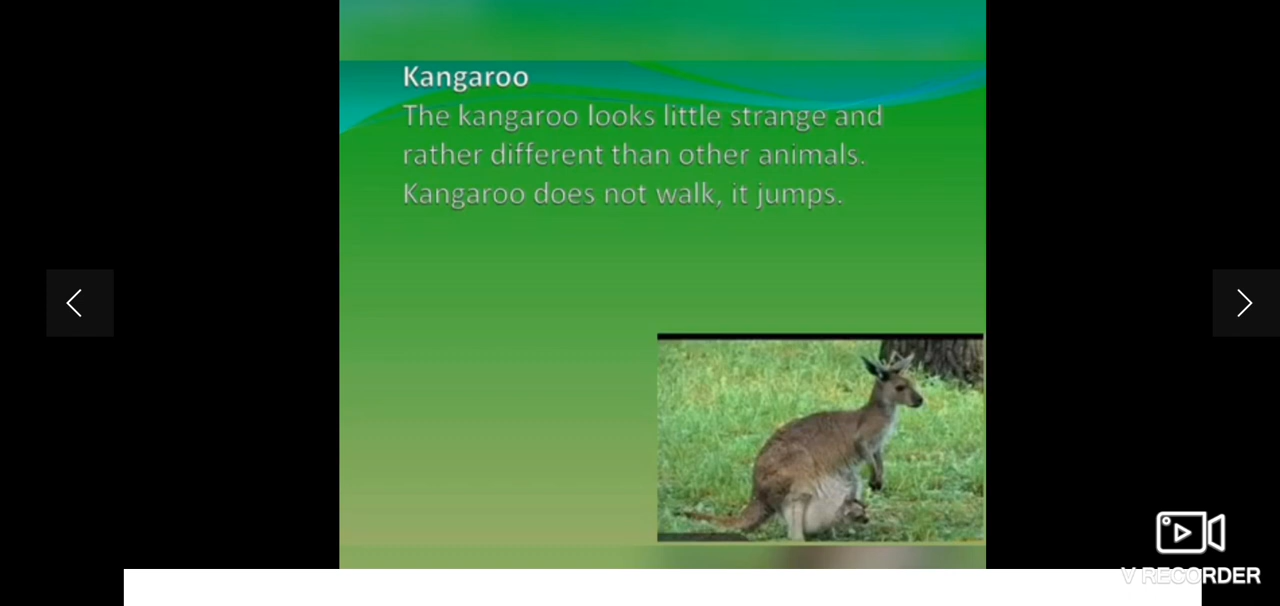 Kangaroo
The kangaroo looks little strange and
rather different than other animals.
Kangaroo does not walk, it jumps.
V RECORDER